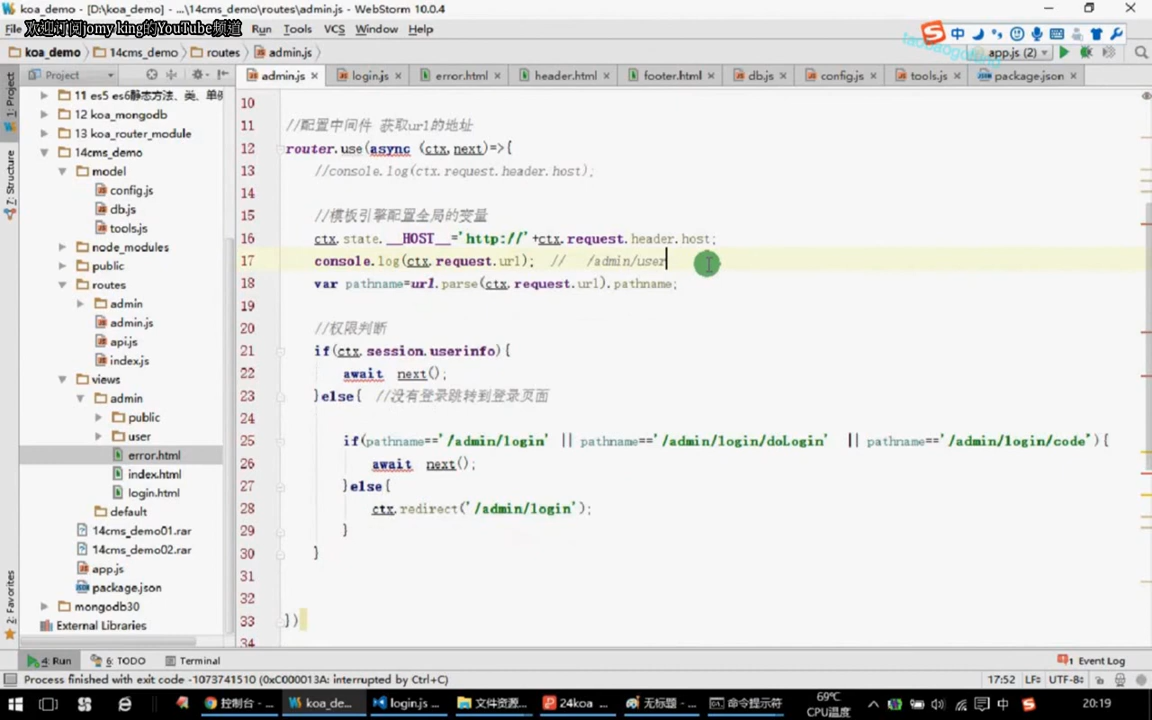 koa_demo - [D:\koa_demo] - ...\14cms_demo\routes\admin.js - WebStorm 10.0.4
欢迎订阅jomy king的YouTube频道
File Run Tools VCS Window Help
中
koa_demo 14cms_demo routes admin.js app.js (2)
Project admin.js login.js error.html header.html footer.html db.js config.js tools.js package.json
1: Project
7: Structure
2: Favorites
11 es5 es6静态方法、类、单例
12 koa_mongodb
13 koa_router_module
14cms_demo
model
config.js
db.js
tools.js
node_modules
public
routes
admin
admin.js
api.js
index.js
views
admin
public
user
error.html
index.html
login.html
default
14cms_demo01.rar
14cms_demo02.rar
app.js
package.json
mongodb30
External Libraries
10
11 //配置中间件 获取url的地址
12 router.use(async (ctx,next)=>{
13 //console.log(ctx.request.header.host);
14
15 //模板引擎配置全局的变量
16 ctx.state.__HOST__='http://'+ctx.request.header.host;
17 console.log(ctx.request.url); // /admin/user
18 var pathname=url.parse(ctx.request.url).pathname;
19
20 //权限判断
21 if(ctx.session.userinfo){
22 await next();
23 }else{ //没有登录跳转到登录页面
24
25 if(pathname=='/admin/login' || pathname=='/admin/login/doLogin' || pathname=='/admin/login/code'){
26 await next();
27 }else{
28 ctx.redirect('/admin/login');
29 }
30 }
31
32
33 })
34
4: Run 6: TODO Terminal 1 Event Log
Process finished with exit code -1073741510 (0xC000013A: interrupted by Ctrl+C) 17:52 LF÷ UTF-8÷
控制台 - ... koa_de... login.js ... 文件资源... 24koa ... 无标题 - ... 命令提示符 69℃ CPU温度 中 20:19